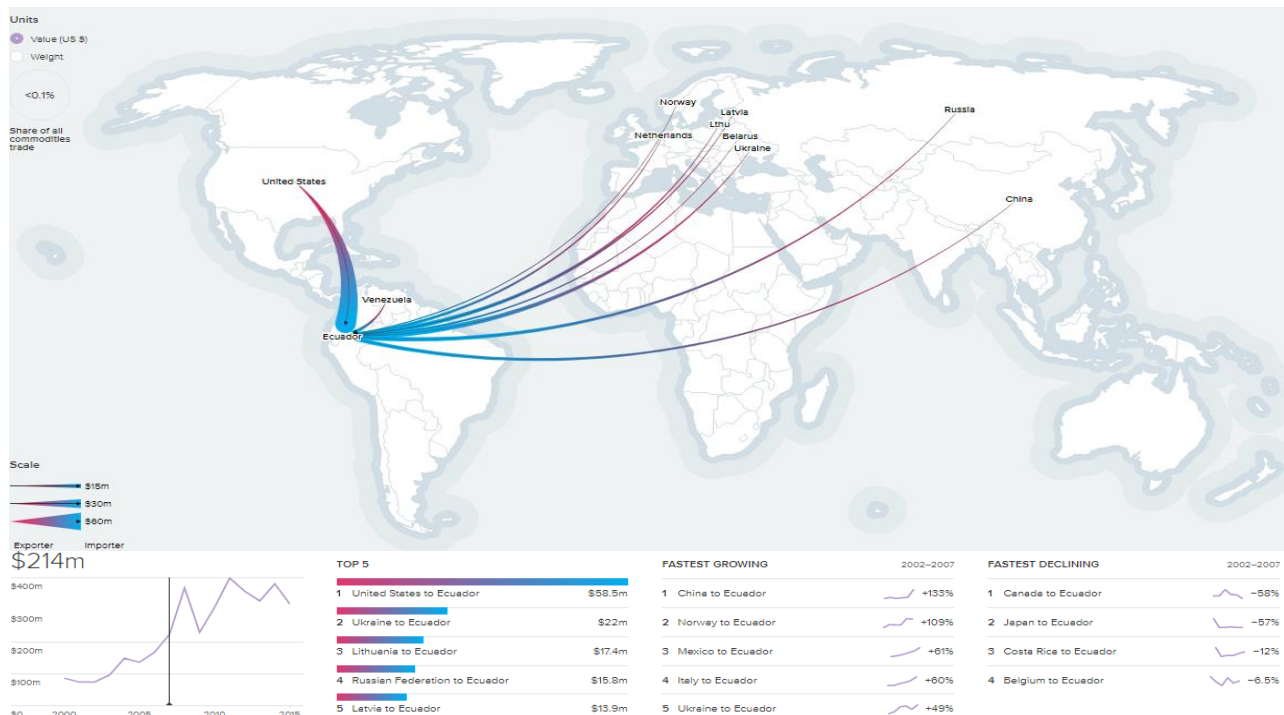 Units
Value (US $)
Weight
<0.1%
Share of all
commodities
trade
Norway
Latvia
Lthu
Netherlands
Belarus
Ukraine
Russia
United States
China
Venezuela
Ecuador
Scale
$15m
$30m
$60m
Exporter Importer
$214m
$400m
$300m
$200m
$100m
$0 2000 2005 2010 2015
TOP 5
1 United States to Ecuador $58.5m
2 Ukraine to Ecuador $22m
3 Lithuania to Ecuador $17.4m
4 Russian Federation to Ecuador $15.8m
5 Latvia to Ecuador $13.9m
FASTEST GROWING 2002–2007
1 China to Ecuador +133%
2 Norway to Ecuador +109%
3 Mexico to Ecuador +61%
4 Italy to Ecuador +60%
5 Ukraine to Ecuador +49%
FASTEST DECLINING 2002–2007
1 Canada to Ecuador −58%
2 Japan to Ecuador −57%
3 Costa Rica to Ecuador −12%
4 Belgium to Ecuador −6.5%